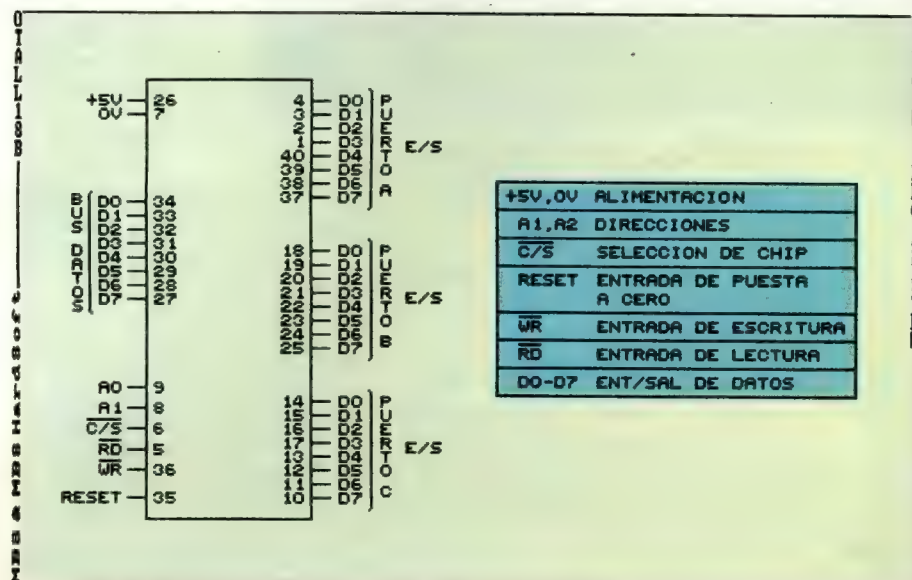 +5V 26
0V 7
BUS DATOS
D0 34
D1 33
D2 32
D3 31
D4 30
D5 29
D6 28
D7 27
A0 9
A1 8
C/S 6
RD 5
WR 36
RESET 35
4 D0
3 D1
2 D2
1 D3
40 D4
39 D5
38 D6
37 D7
PUERTO A
E/S
18 D0
19 D1
20 D2
21 D3
22 D4
23 D5
24 D6
25 D7
PUERTO B
E/S
14 D0
15 D1
16 D2
17 D3
13 D4
12 D5
11 D6
10 D7
PUERTO C
E/S
+5V,0V ALIMENTACION
A1,A2 DIRECCIONES
C/S SELECCION DE CHIP
RESET ENTRADA DE PUESTA
A CERO
WR ENTRADA DE ESCRITURA
RD ENTRADA DE LECTURA
D0-D7 ENT/SAL DE DATOS
MBS & MBS Hardsoft